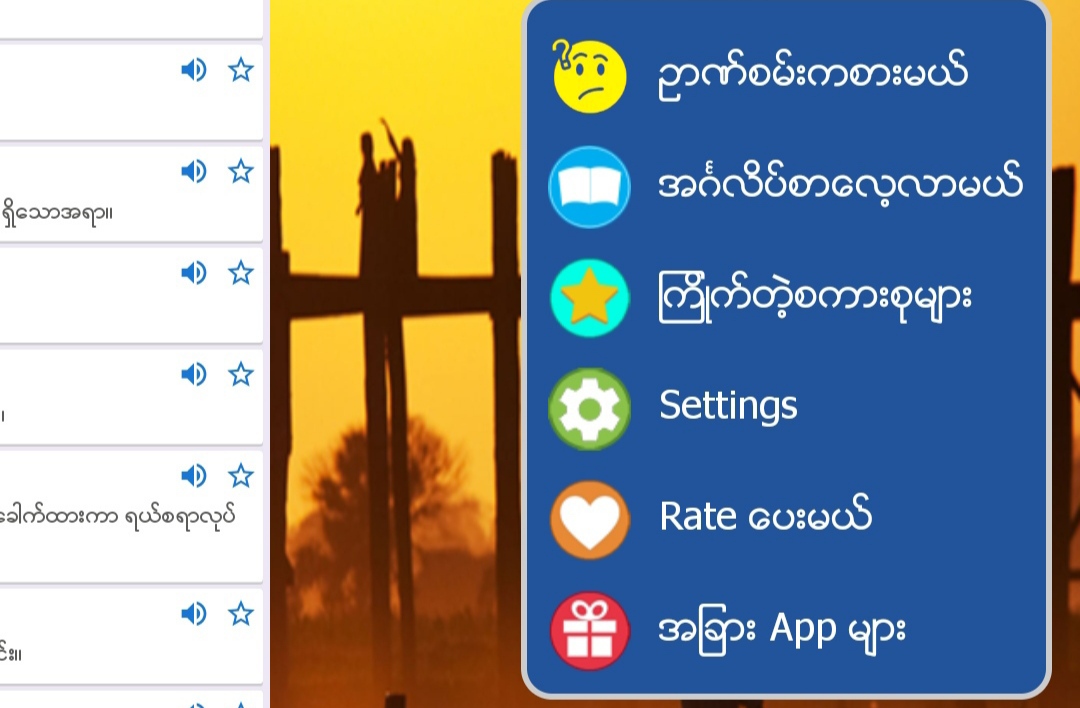 ရှိသောအရာ။
။
ခေါက်ထားကာ ရယ်စရာလုပ်
င်း။
ဉာဏ်စမ်းကစားမယ်
အင်္ဂလိပ်စာလေ့လာမယ်
ကြိုက်တဲ့စကားစုများ
Settings
Rate ပေးမယ်
အခြား App များ